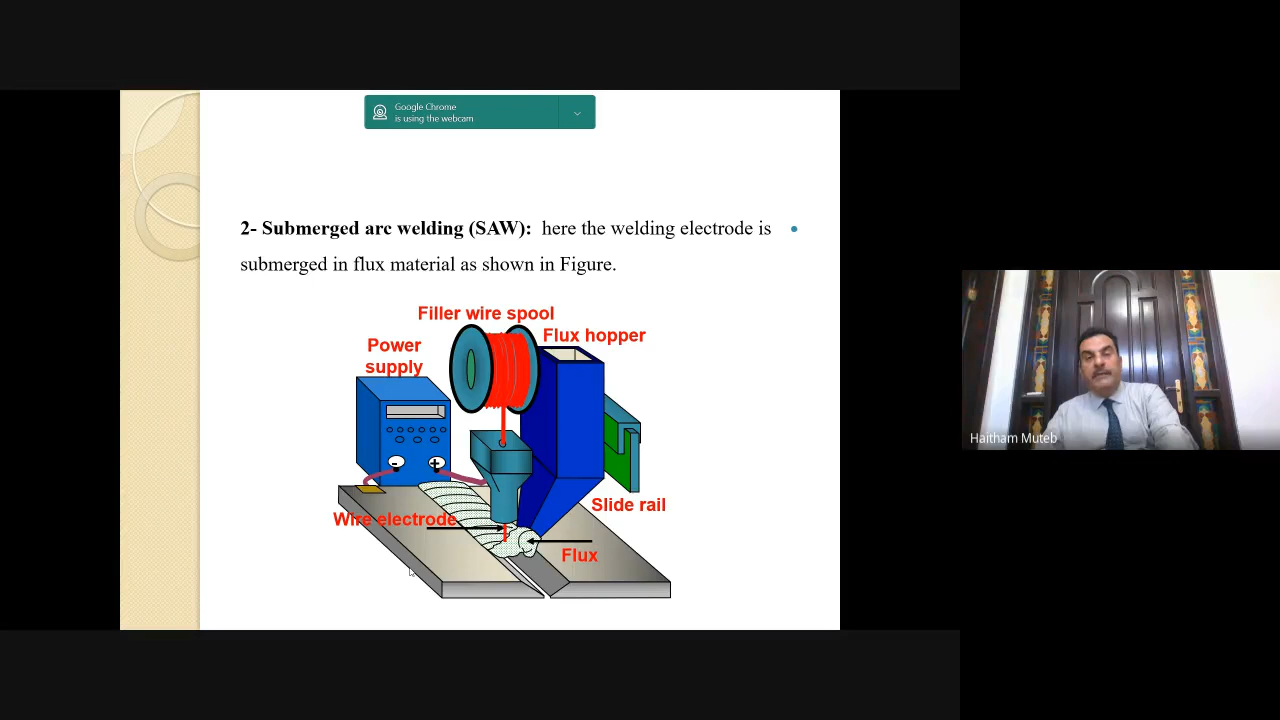 Google Chrome
is using the webcam
2- Submerged arc welding (SAW): here the welding electrode is •
submerged in flux material as shown in Figure.
Filler wire spool
Flux hopper
Power
supply
- +
Slide rail
Wire electrode
Flux
Haitham Muteb